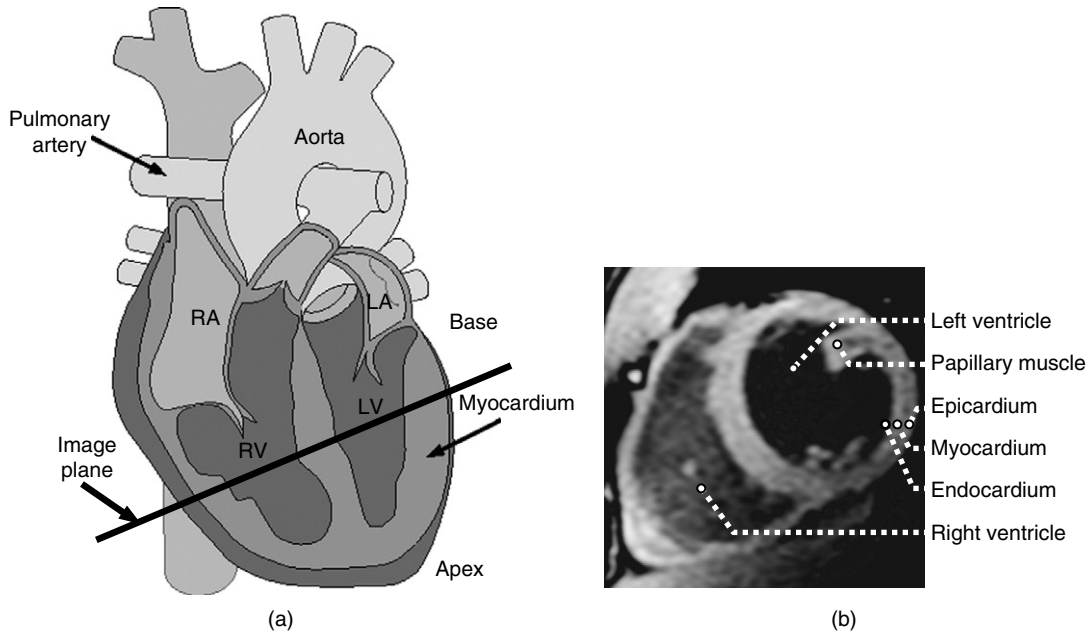 Pulmonary
artery
Aorta
RA
LA
Base
LV
Myocardium
RV
Image
plane
Apex
(a)
Left ventricle
Papillary muscle
Epicardium
Myocardium
Endocardium
Right ventricle
(b)